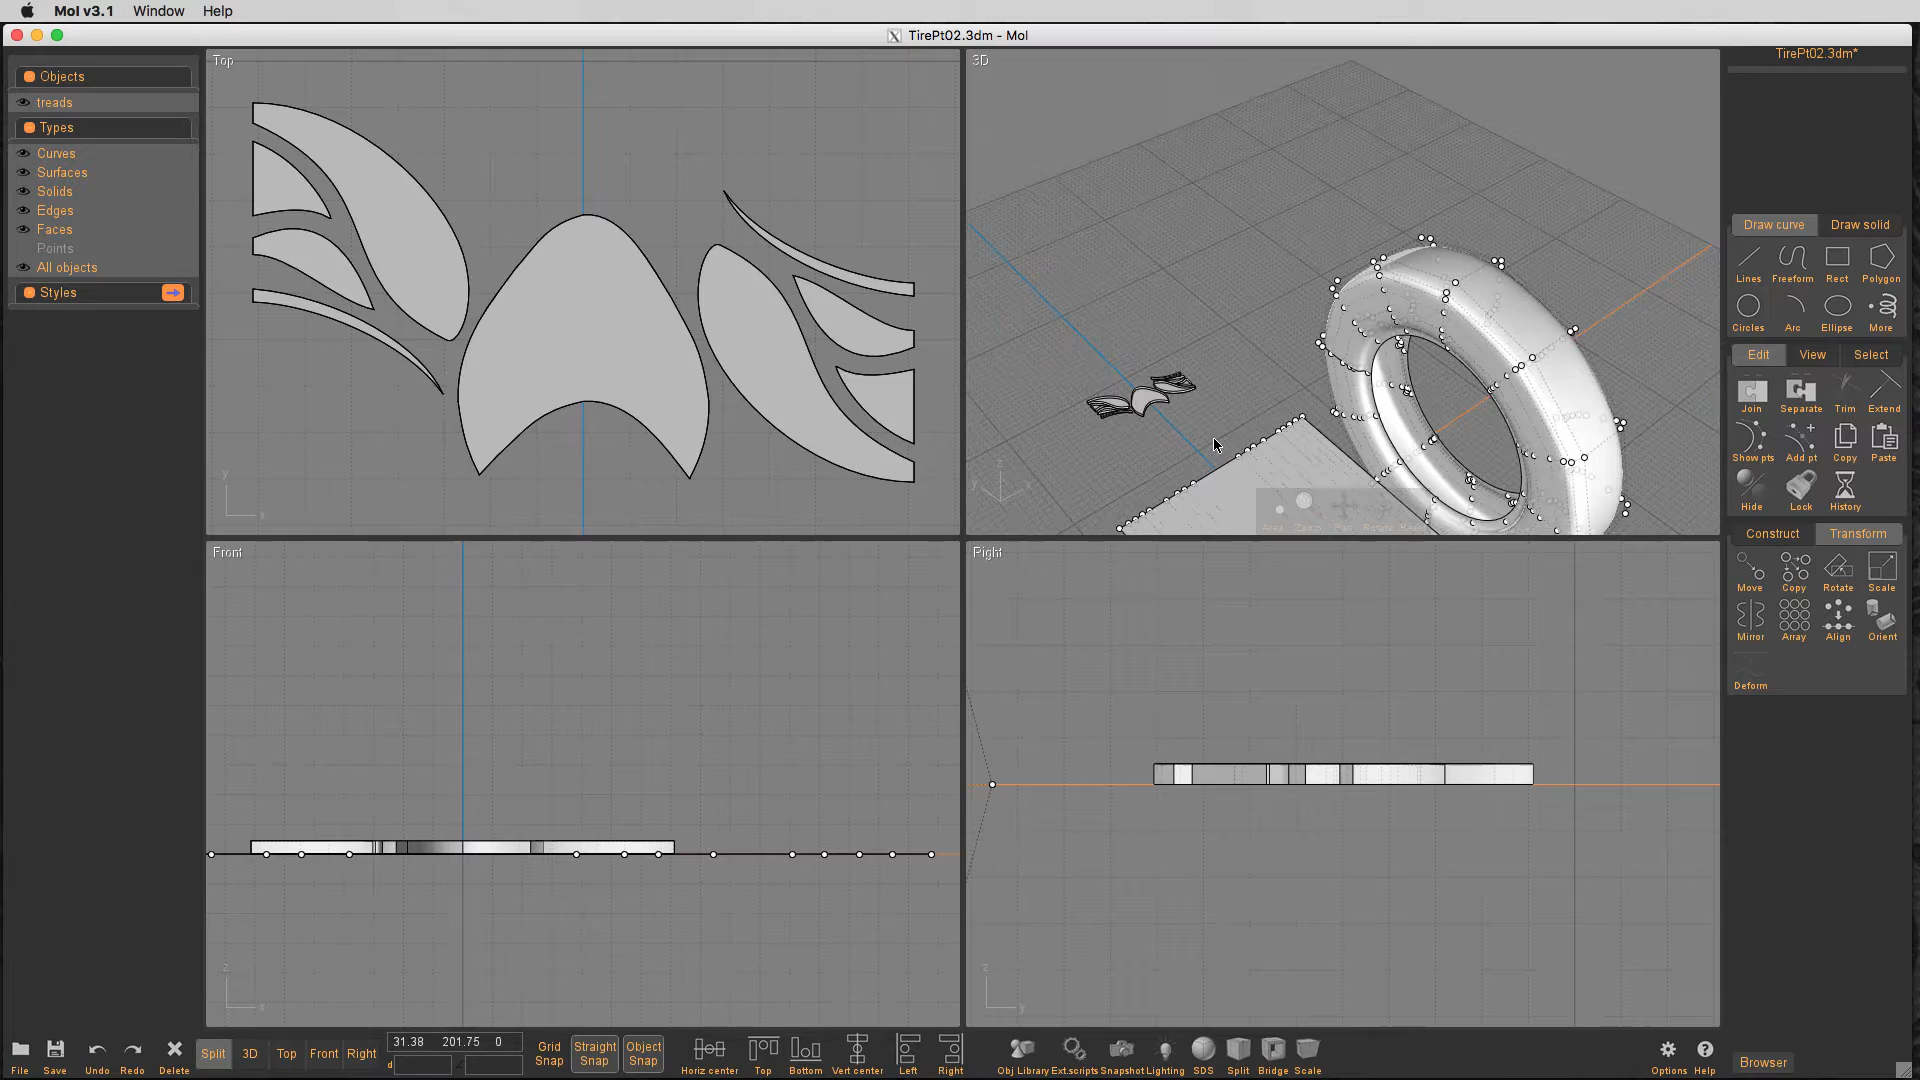 MoI v3.1 Window Help
TirePt02.3dm - MoI
Objects
treads
Types
Curves
Surfaces
Solids
Edges
Faces
Points
All objects
Styles
Top
y
x
3D
z
y
x
Area Zoom Pan Rotate
Front
z
x
Right
z
y
TirePt02.3dm*
Draw curve Draw solid
Lines Freeform Rect Polygon
Circles Arc Ellipse More
Edit View Select
Join Separate Trim Extend
Show pts Add pt Copy Paste
Hide Lock History
Construct Transform
Move Copy Rotate Scale
Mirror Array Align Orient
Deform
File Save Undo Redo Delete
Split 3D Top Front Right
31.38 201.75 0
d
Grid Snap
Straight Snap
Object Snap
Horiz center Top Bottom Vert center Left Right
Obj Library Ext.scripts Snapshot Lighting SDS Split Bridge Scale
Options Help
Browser